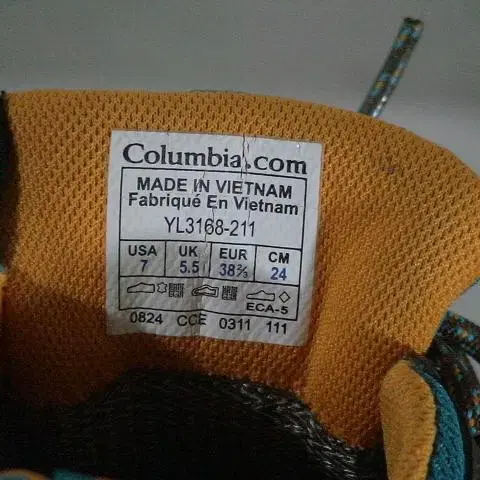 Columbia.com
MADE IN VIETNAM
Fabriqué En Vietnam
YL3168-211
USA UK EUR CM
7 5.5 38⅔ 24
ECA-5
0824 CCE 0311 111